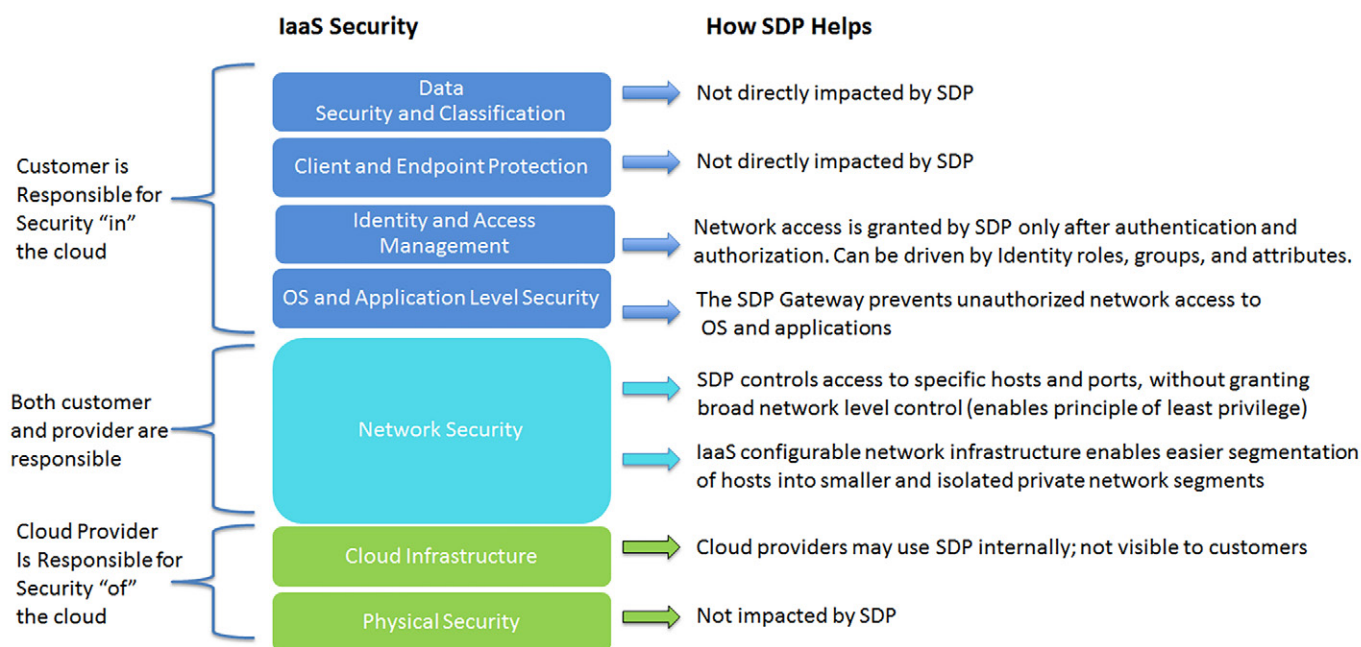 IaaS Security
How SDP Helps
Customer is
Responsible for
Security “in”
the cloud
Data
Security and Classification
Not directly impacted by SDP
Client and Endpoint Protection
Not directly impacted by SDP
Identity and Access
Management
Network access is granted by SDP only after authentication and
authorization. Can be driven by Identity roles, groups, and attributes.
OS and Application Level Security
The SDP Gateway prevents unauthorized network access to
OS and applications
Both customer
and provider are
responsible
Network Security
SDP controls access to specific hosts and ports, without granting
broad network level control (enables principle of least privilege)
IaaS configurable network infrastructure enables easier segmentation
of hosts into smaller and isolated private network segments
Cloud Provider
Is Responsible for
Security “of”
the cloud
Cloud Infrastructure
Cloud providers may use SDP internally; not visible to customers
Physical Security
Not impacted by SDP